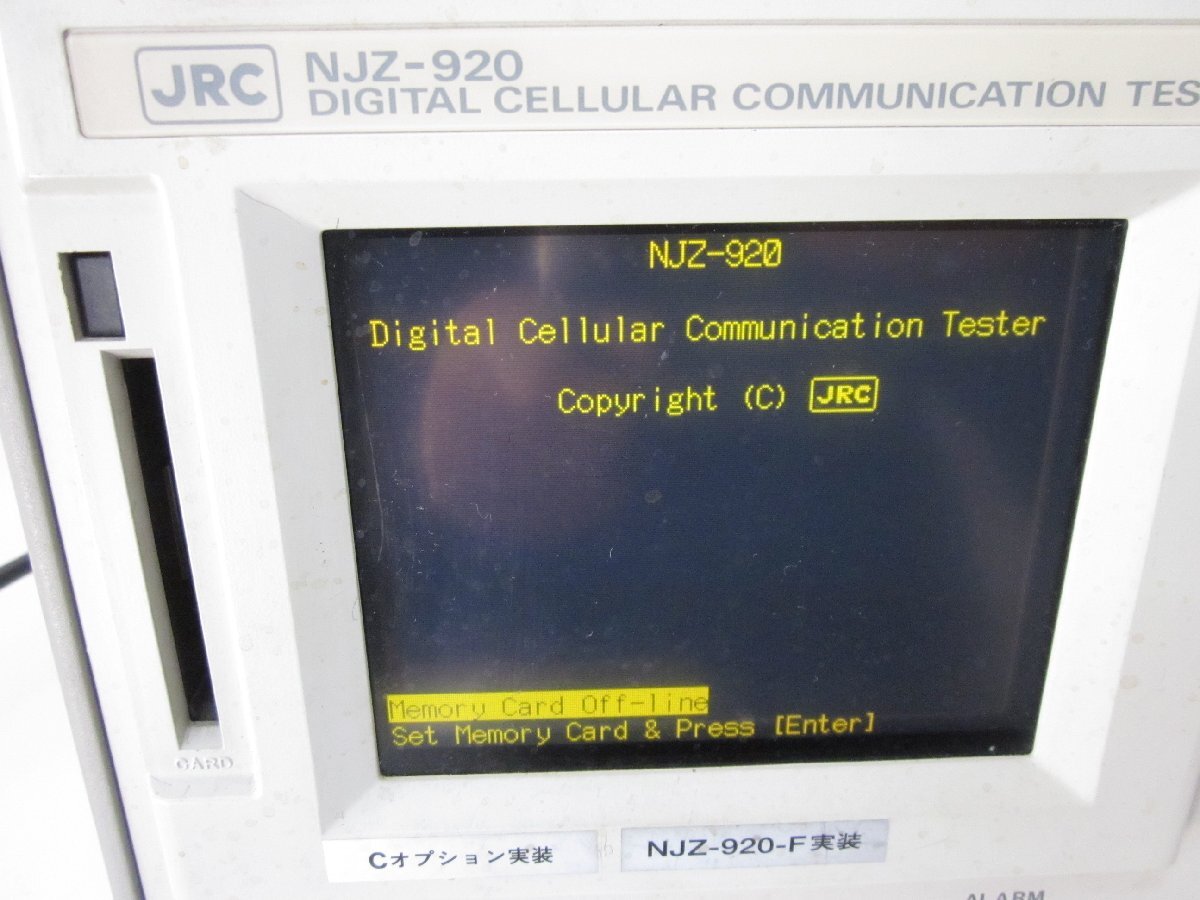 JRC
NJZ-920
DIGITAL CELLULAR COMMUNICATION TES
NJZ-920
Digital Cellular Communication Tester
Copyright (C) JRC
Memory Card Off-line
Set Memory Card & Press [Enter]
CARD
Cオプション実装
NJZ-920-F実装
ALARM